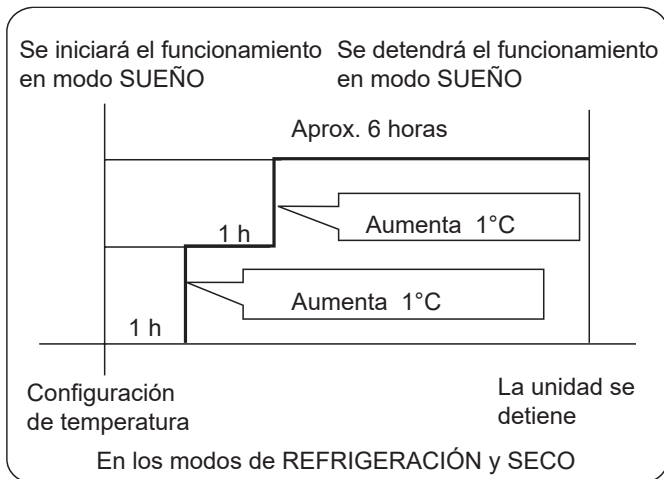 Se iniciará el funcionamiento
en modo SUEÑO
Se detendrá el funcionamiento
en modo SUEÑO
Aprox. 6 horas
Aumenta 1°C
1 h
Aumenta 1°C
1 h
Configuración
de temperatura
La unidad se
detiene
En los modos de REFRIGERACIÓN y SECO